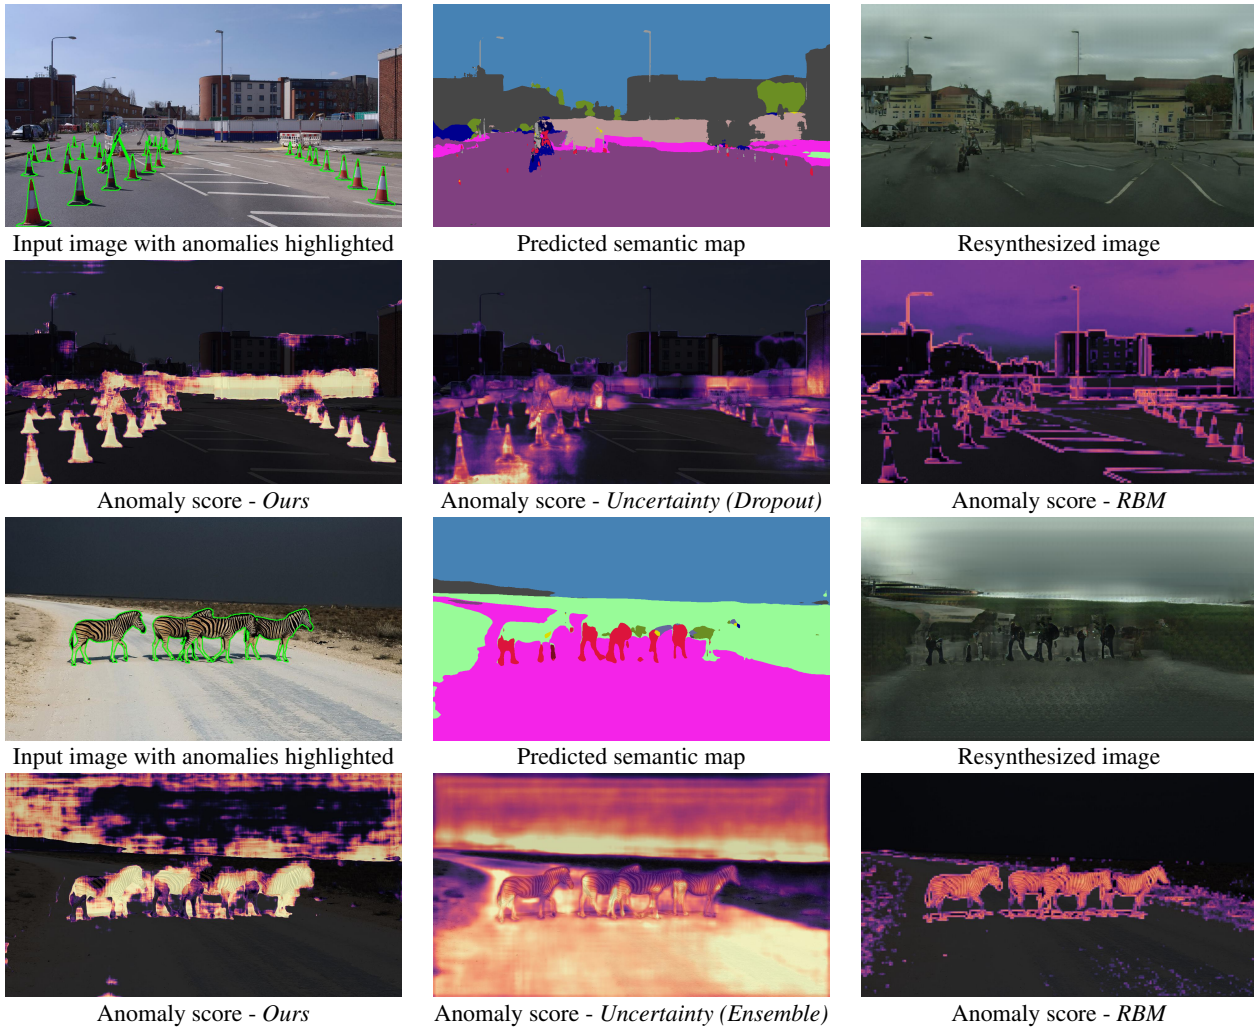 Input image with anomalies highlighted
Predicted semantic map
Resynthesized image
Anomaly score - Ours
Anomaly score - Uncertainty (Dropout)
Anomaly score - RBM
Input image with anomalies highlighted
Predicted semantic map
Resynthesized image
Anomaly score - Ours
Anomaly score - Uncertainty (Ensemble)
Anomaly score - RBM